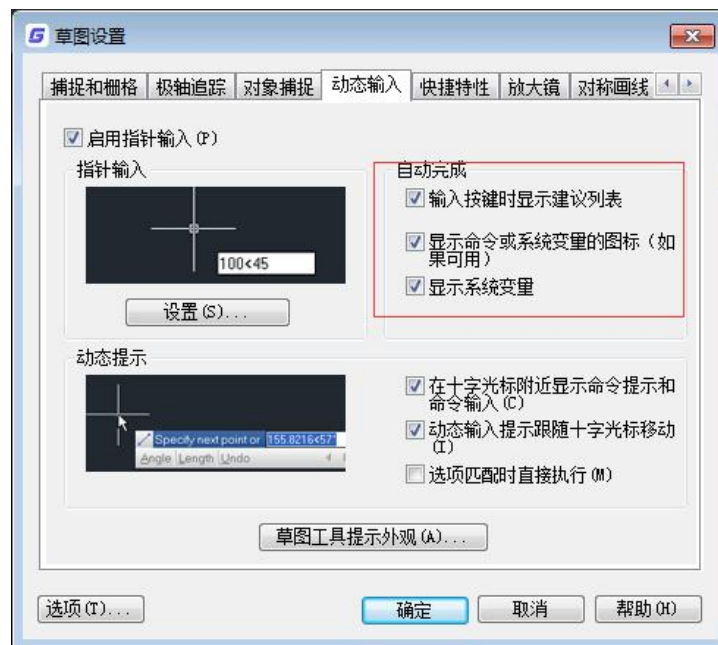 草图设置
捕捉和栅格 极轴追踪 对象捕捉 动态输入 快捷特性 放大镜 对称画线
启用指针输入(P)
指针输入
100<45
设置(S)...
自动完成
输入按键时显示建议列表
显示命令或系统变量的图标（如
果可用）
显示系统变量
动态提示
Specify next point or 155.8216<57°
Angle Length Undo
在十字光标附近显示命令提示和
命令输入(C)
动态输入提示跟随十字光标移动
(I)
选项匹配时直接执行(M)
草图工具提示外观(A)...
选项(T)... 确定 取消 帮助(H)